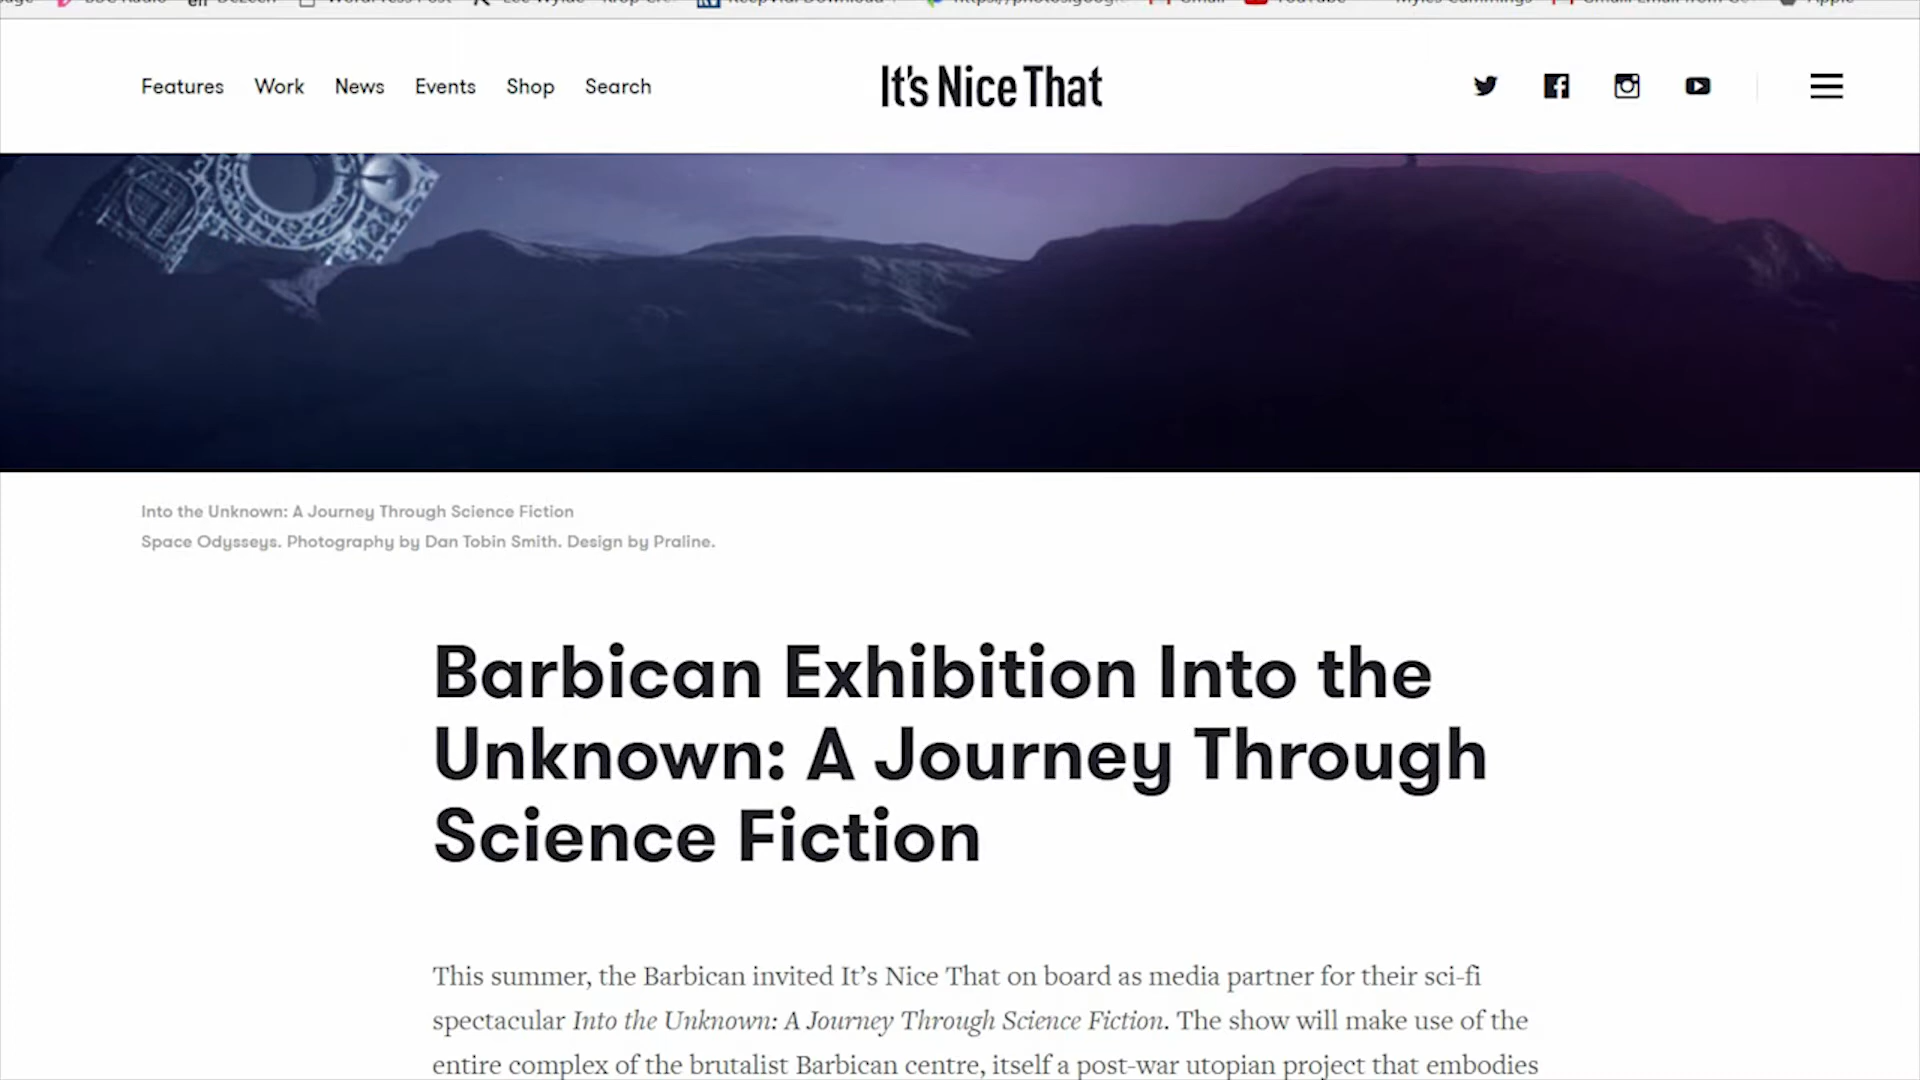 Features Work News Events Shop Search It's Nice That
Into the Unknown: A Journey Through Science Fiction
Space Odysseys. Photography by Dan Tobin Smith. Design by Praline.
Barbican Exhibition Into the
Unknown: A Journey Through
Science Fiction
This summer, the Barbican invited It’s Nice That on board as media partner for their sci-fi
spectacular Into the Unknown: A Journey Through Science Fiction. The show will make use of the
entire complex of the brutalist Barbican centre, itself a post-war utopian project that embodies